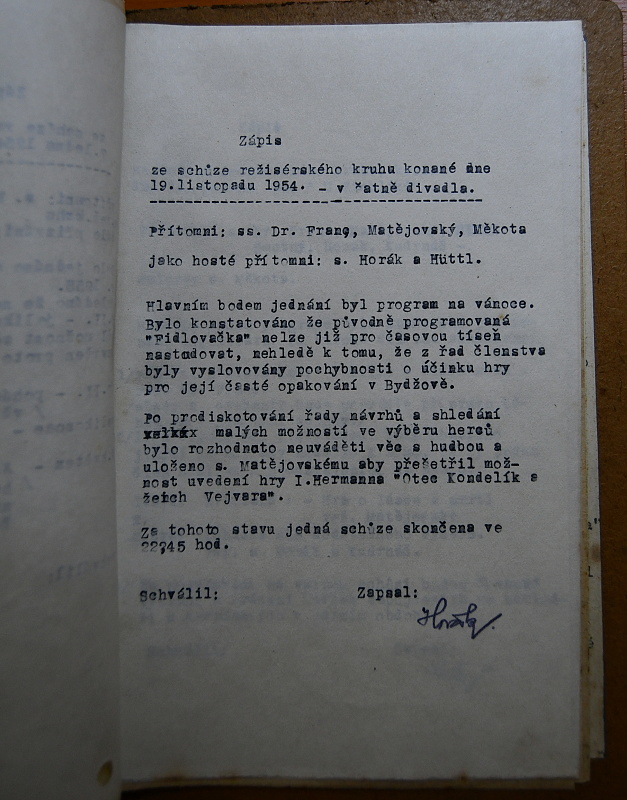 Zápis
ze schůze režisérského kruhu konané dne
19.listopadu 1954. - v šatně divadla.
Přítomni: ss. Dr. Franc, Matějovský, Měkota
jako hosté přítomni: s. Horák a Hüttl.
Hlavním bodem jednání byl program na vánoce.
Bylo konstatováno že původně programovaná
"Fidlovačka" nelze již pro časovou tíseň
nastudovat, nehledě k tomu, že z řad členstva
byly vyslovovány pochybnosti o účinku hry
pro její časté opakování v Bydžově.
Po prodiskotování řady návrhů a shledání
malých možností ve výběru herců
bylo rozhodnuto neuváděti věc s hudbou a
uloženo s. Matějovskému aby přešetřil mož-
nost uvedení hry I.Hermanna "Otec Kondelík a
ženich Vejvara".
Za tohoto stavu jedná schůze skončena ve
22,45 hod.
Schválil: Zapsal: